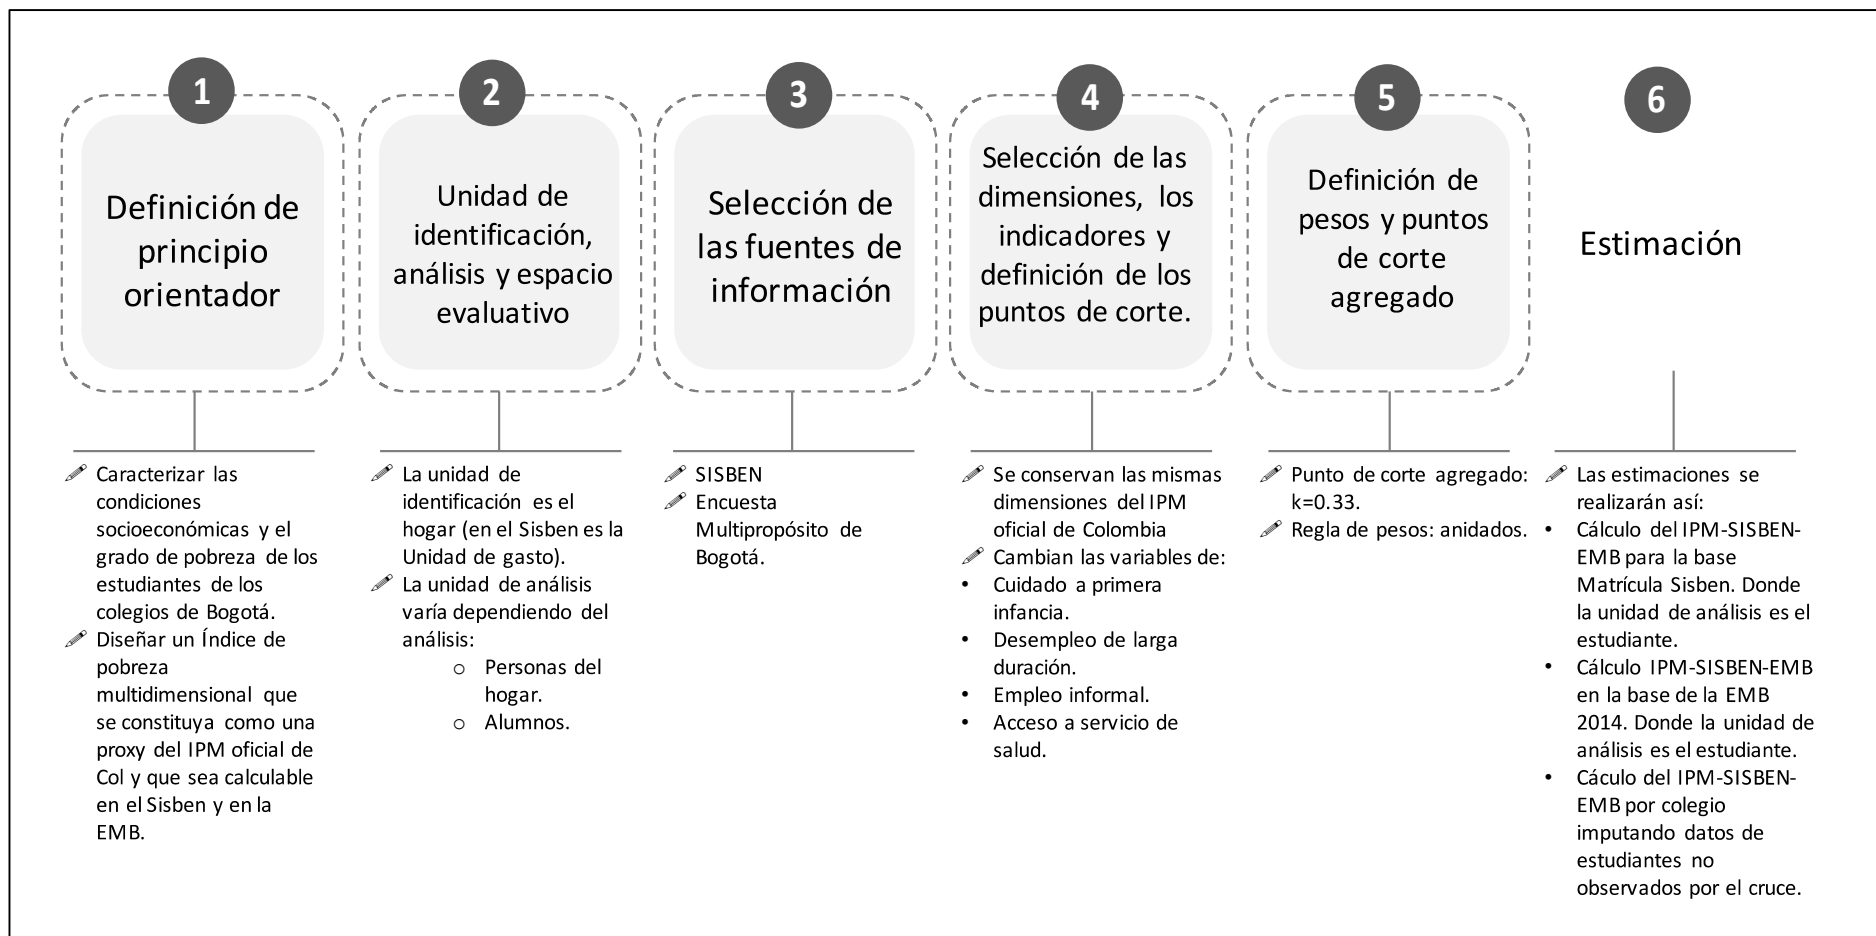 1
Definición de
principio
orientador
Caracterizar las
condiciones
socioeconómicas y el
grado de pobreza de los
estudiantes de los
colegios de Bogotá.
Diseñar un Índice de
pobreza
multidimensional que
se constituya como una
proxy del IPM oficial de
Col y que sea calculable
en el Sisben y en la
EMB.
2
Unidad de
identificación,
análisis y espacio
evaluativo
La unidad de
identificación es el
hogar (en el Sisben es la
Unidad de gasto).
La unidad de análisis
varía dependiendo del
análisis:
o Personas del
hogar.
o Alumnos.
3
Selección de
las fuentes de
información
SISBEN
Encuesta
Multipropósito de
Bogotá.
4
Selección de las
dimensiones, los
indicadores y
definición de los
puntos de corte.
Se conservan las mismas
dimensiones del IPM
oficial de Colombia
Cambian las variables de:
• Cuidado a primera
infancia.
• Desempleo de larga
duración.
• Empleo informal.
• Acceso a servicio de
salud.
5
Definición de
pesos y puntos
de corte
agregado
Punto de corte agregado:
k=0.33.
Regla de pesos: anidados.
6
Estimación
Las estimaciones se
realizarán así:
• Cálculo del IPM-SISBEN-
EMB para la base
Matrícula Sisben. Donde
la unidad de análisis es el
estudiante.
• Cálculo IPM-SISBEN-EMB
en la base de la EMB
2014. Donde la unidad de
análisis es el estudiante.
• Cáculo del IPM-SISBEN-
EMB por colegio
imputando datos de
estudiantes no
observados por el cruce.